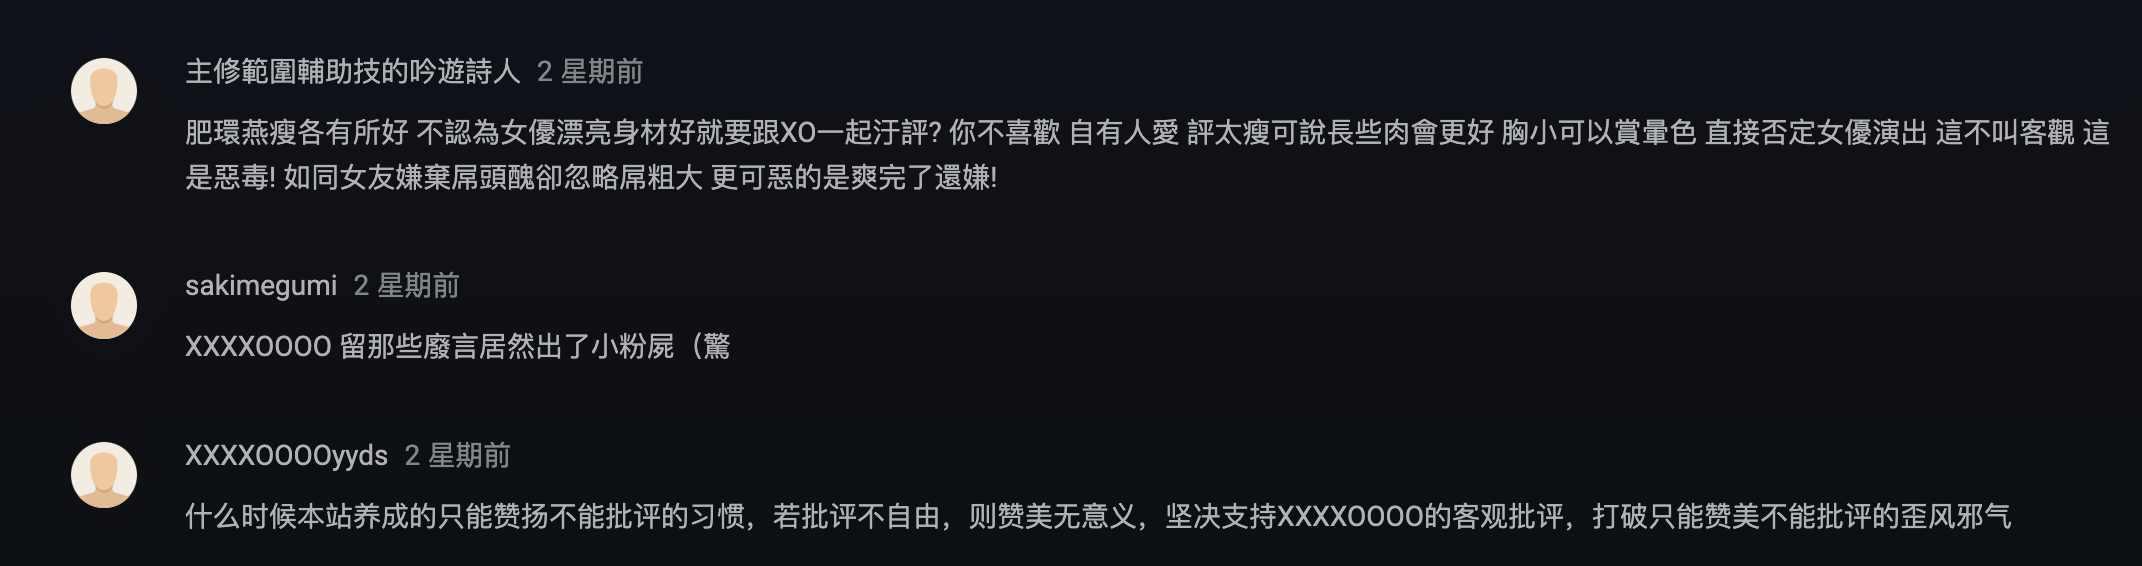 主修範圍輔助技的吟遊詩人 2 星期前
肥環燕瘦各有所好 不認為女優漂亮身材好就要跟XO一起汙評? 你不喜歡 自有人愛 評太瘦可說長些肉會更好 胸小可以賞暈色 直接否定女優演出 這不叫客觀 這
是惡毒! 如同女友嫌棄屌頭醜卻忽略屌粗大 更可惡的是爽完了還嫌!
sakimegumi 2 星期前
XXXXOOOO 留那些廢言居然出了小粉屍（驚
XXXXOOOOyyds 2 星期前
什么时候本站养成的只能赞扬不能批评的习惯，若批评不自由，则赞美无意义，坚决支持XXXXOOOO的客观批评，打破只能赞美不能批评的歪风邪气